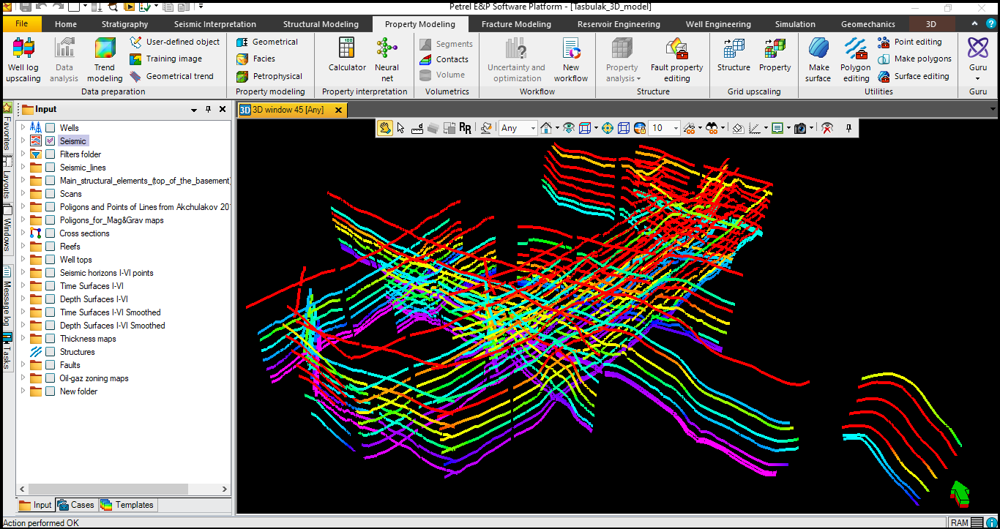 Petrel E&P Software Platform - [Tasbulak_3D_model]
File Home Stratigraphy Seismic Interpretation Structural Modeling Property Modeling Fracture Modeling Reservoir Engineering Well Engineering Simulation Geomechanics 3D
Well log upscaling
Data analysis
Trend modeling
User-defined object
Training image
Geometrical trend
Data preparation
Geometrical
Facies
Petrophysical
Property modeling
Calculator
Neural net
Property interpretation
Segments
Contacts
Volume
Volumetrics
Uncertainty and optimization
New workflow
Workflow
Property analysis
Fault property editing
Structure
Structure
Property
Grid upscaling
Make surface
Polygon editing
Point editing
Make polygons
Surface editing
Utilities
Guru
Guru
Favorites
Layouts
Windows
Message log
Tasks
Input
Wells
Seismic
Filters folder
Seismic_lines
Main_structural_elements_(top_of_the_basement)
Scans
Poligons and Points of Lines from Akchulakov 20
Poligons_for_Mag&Grav maps
Cross sections
Reefs
Well tops
Seismic horizons I-VI points
Time Surfaces I-VI
Depth Surfaces I-VI
Time Surfaces I-VI Smoothed
Depth Surfaces I-VI Smoothed
Thickness maps
Structures
Faults
Oil-gaz zoning maps
New folder
Input Cases Templates
3D 3D window 45 [Any]
RR Any 10
Action performed OK
RAM